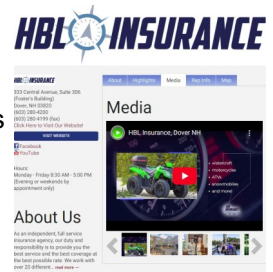 HBL INSURANCE
S
HBL INSURANCE
333 Central Avenue, Suite 306
(Foster's Building)
Dover, NH 03820
(603) 280-4200
(603) 280-4199 (fax)
Click Here to Visit Our Website!
VISIT WEBSITE
Facebook
YouTube
Hours:
Monday - Friday 8:30 AM - 5:00 PM
(Evening or weekends by
appointment only)
About Us
As an independent, full service
insurance agency, our duty and
responsibility is to provide you the
best service and the best coverage at
the best possible rate. We work with
over 20 different... read more —
About Highlights Media Rep Info Map
Media
HBL Insurance, Dover NH
• watercraft
• motorcycles
• ATVs
• snowmobiles
and more!